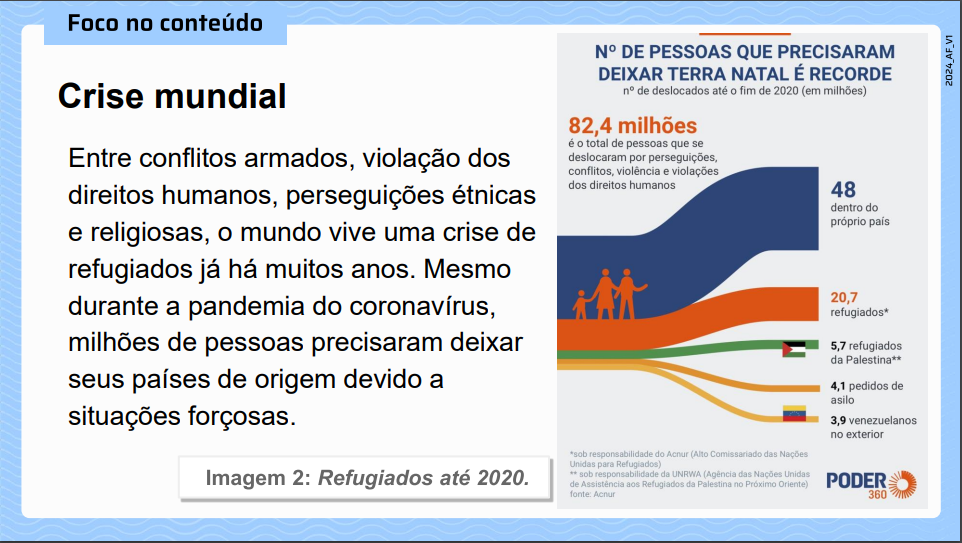 Foco no conteúdo
2024_AF_V1
Crise mundial
Entre conflitos armados, violação dos
direitos humanos, perseguições étnicas
e religiosas, o mundo vive uma crise de
refugiados já há muitos anos. Mesmo
durante a pandemia do coronavírus,
milhões de pessoas precisaram deixar
seus países de origem devido a
situações forçosas.
Imagem 2: Refugiados até 2020.
Nº DE PESSOAS QUE PRECISARAM
DEIXAR TERRA NATAL É RECORDE
nº de deslocados até o fim de 2020 (em milhões)
82,4 milhões
é o total de pessoas que se
deslocaram por perseguições,
conflitos, violência e violações
dos direitos humanos
48
dentro do
próprio país
20,7
refugiados*
5,7 refugiados
da Palestina**
4,1 pedidos de
asilo
3,9 venezuelanos
no exterior
*sob responsabilidade do Acnur (Alto Comissariado das Nações
Unidas para Refugiados)
** sob responsabilidade da UNRWA (Agência das Nações Unidas
de Assistência aos Refugiados da Palestina no Próximo Oriente)
fonte: Acnur
PODER
360